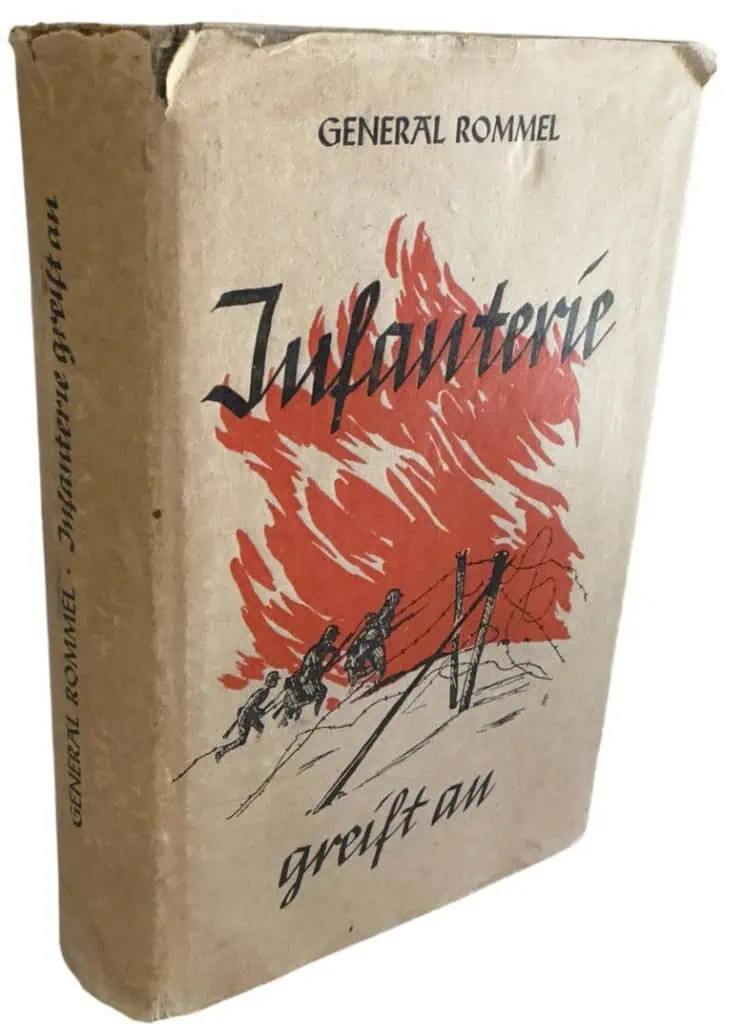 GENERAL ROMMEL
Infanterie
greift an
GENERAL ROMMEL · Infanterie greift an